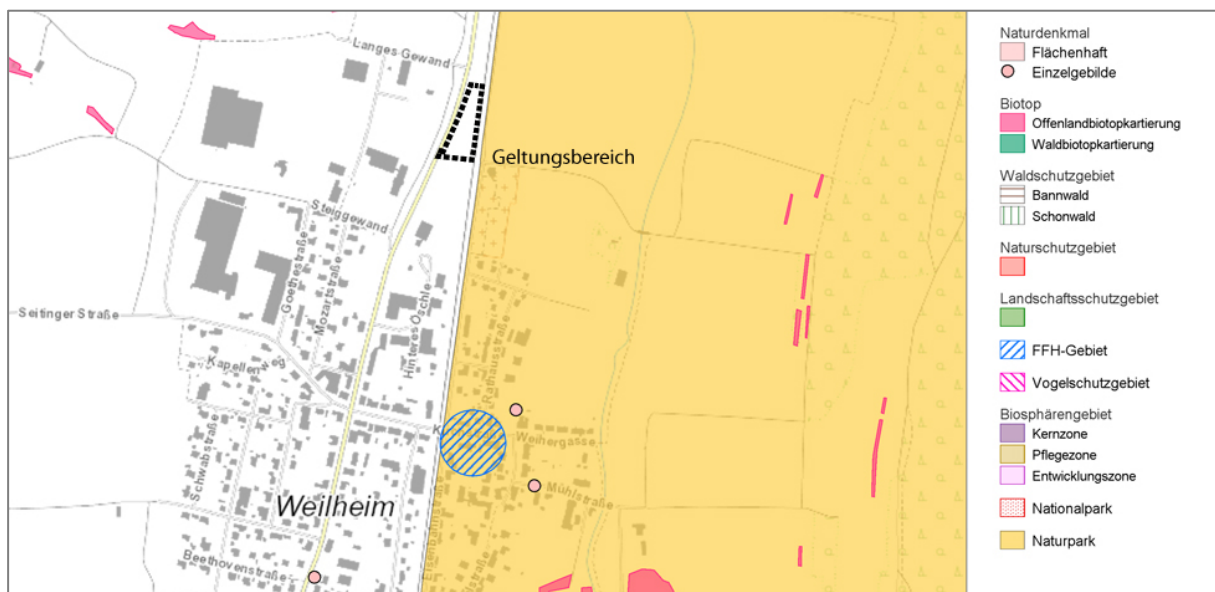 Langes Gewand
Geltungsbereich
Steiggewand
Goethestraße
Mozartstraße
Hinteres Öschle
Seitinger Straße
Kapellenweg
Rathausstraße
Weihergasse
Schwabstraße
Mühlstraße
Weilheim
Eisenbahnstraße
Beethovenstraße
Naturdenkmal
Flächenhaft
Einzelgebilde
Biotop
Offenlandbiotopkartierung
Waldbiotopkartierung
Waldschutzgebiet
Bannwald
Schonwald
Naturschutzgebiet
Landschaftsschutzgebiet
FFH-Gebiet
Vogelschutzgebiet
Biosphärengebiet
Kernzone
Pflegezone
Entwicklungszone
Nationalpark
Naturpark